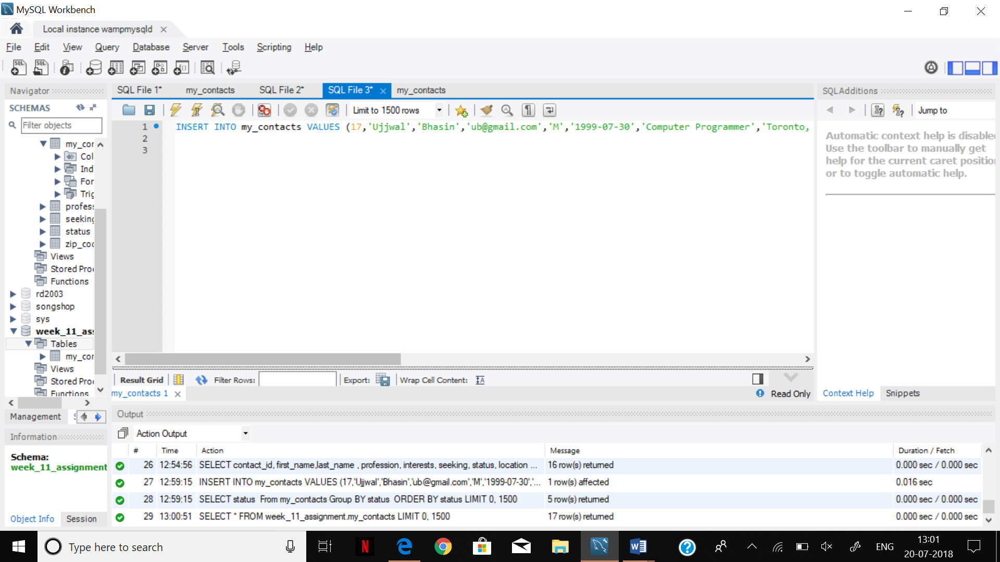 MySQL Workbench
Local instance wampmysqld
File Edit View Query Database Server Tools Scripting Help
Navigator
SCHEMAS
Filter objects
my_cor
Col
Ind
For
Trig
profes
seeking
status
zip_coc
Views
Stored Pro
Functions
rd2003
songshop
sys
week_11_as
Tables
my_cor
Views
Stored Pro
Functions
Management
Information
Schema:
week_11_assignment
Object Info Session
SQL File 1* my_contacts SQL File 2* SQL File 3* my_contacts
Limit to 1500 rows
1 INSERT INTO my_contacts VALUES (17,'Ujjwal','Bhasin','ub@gmail.com','M','1999-07-30','Computer Programmer','Toronto,
2
3
Result Grid Filter Rows: Export: Wrap Cell Content:
my_contacts 1 Read Only
SQLAdditions
Jump to
Automatic context help is disable
Use the toolbar to manually get
help for the current caret positio
or to toggle automatic help.
Context Help Snippets
Output
Action Output
# Time Action Message Duration / Fetch
26 12:54:56 SELECT contact_id, first_name,last_name , profession, interests, seeking, status, location ... 16 row(s) returned 0.000 sec / 0.000 sec
27 12:59:15 INSERT INTO my_contacts VALUES (17,'Ujjwal','Bhasin','ub@gmail.com','M','1999-07-30','... 1 row(s) affected 0.016 sec
28 12:59:15 SELECT status From my_contacts Group BY status ORDER BY status LIMIT 0, 1500 5 row(s) returned 0.000 sec / 0.000 sec
29 13:00:51 SELECT * FROM week_11_assignment.my_contacts LIMIT 0, 1500 17 row(s) returned 0.000 sec / 0.000 sec
Type here to search
ENG
13:01
20-07-2018